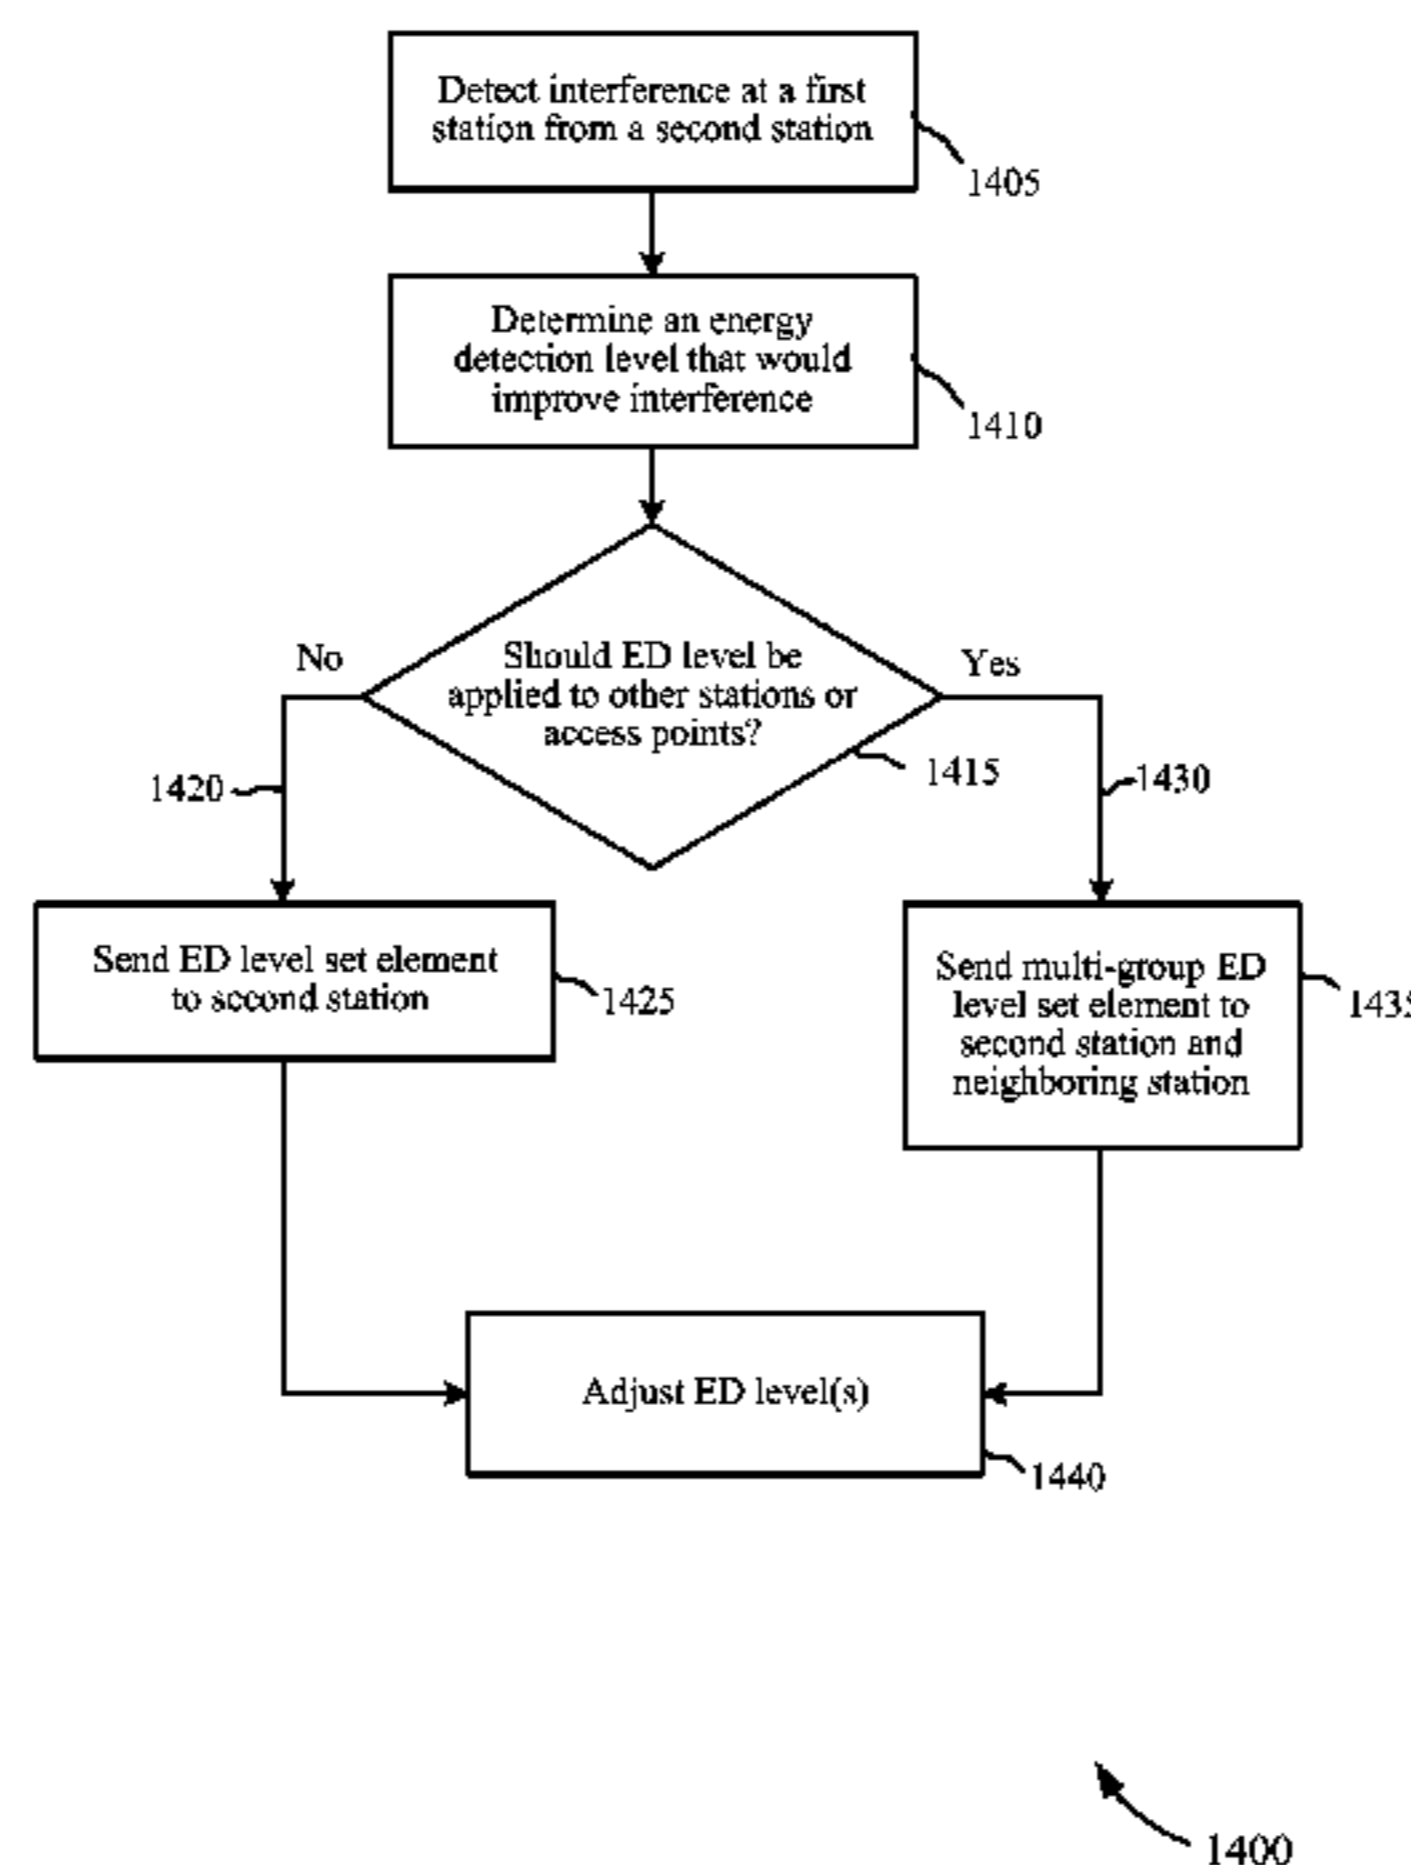 Detect interference at a first
station from a second station
1405
Determine an energy
detection level that would
improve interference
1410
No
Yes
Should ED level be
applied to other stations or
access points?
1415
1420
1430
Send ED level set element
to second station
1425
Send multi-group ED
level set element to
second station and
neighboring station
1435
Adjust ED level(s)
1440
1400